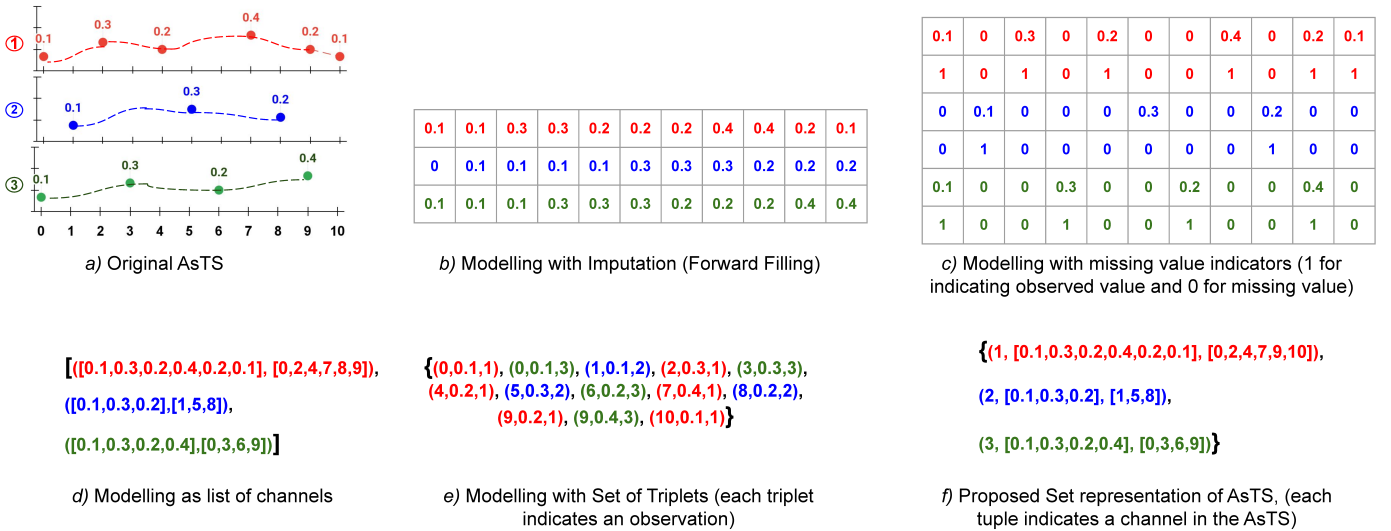 1
0.1
0.3
0.2
0.4
0.2
0.1
2
0.1
0.3
0.2
3
0.1
0.3
0.2
0.4
0 1 2 3 4 5 6 7 8 9 10
a) Original AsTS
0.1 0.1 0.3 0.3 0.2 0.2 0.2 0.4 0.4 0.2 0.1
0 0.1 0.1 0.1 0.1 0.3 0.3 0.3 0.2 0.2 0.2
0.1 0.1 0.1 0.3 0.3 0.3 0.2 0.2 0.2 0.4 0.4
b) Modelling with Imputation (Forward Filling)
0.1 0 0.3 0 0.2 0 0 0.4 0 0.2 0.1
1 0 1 0 1 0 0 1 0 1 1
0 0.1 0 0 0 0.3 0 0 0.2 0 0
0 1 0 0 0 0 0 0 1 0 0
0.1 0 0 0.3 0 0 0.2 0 0 0.4 0
1 0 0 1 0 0 1 0 0 1 0
c) Modelling with missing value indicators (1 for
indicating observed value and 0 for missing value)
[([0.1,0.3,0.2,0.4,0.2,0.1], [0,2,4,7,8,9]),
([0.1,0.3,0.2],[1,5,8]),
([0.1,0.3,0.2,0.4],[0,3,6,9])]
d) Modelling as list of channels
{(0,0.1,1), (0,0.1,3), (1,0.1,2), (2,0.3,1), (3,0.3,3),
(4,0.2,1), (5,0.3,2), (6,0.2,3), (7,0.4,1), (8,0.2,2),
(9,0.2,1), (9,0.4,3), (10,0.1,1)}
e) Modelling with Set of Triplets (each triplet
indicates an observation)
{(1, [0.1,0.3,0.2,0.4,0.2,0.1], [0,2,4,7,9,10]),
(2, [0.1,0.3,0.2], [1,5,8]),
(3, [0.1,0.3,0.2,0.4], [0,3,6,9])}
f) Proposed Set representation of AsTS, (each
tuple indicates a channel in the AsTS)